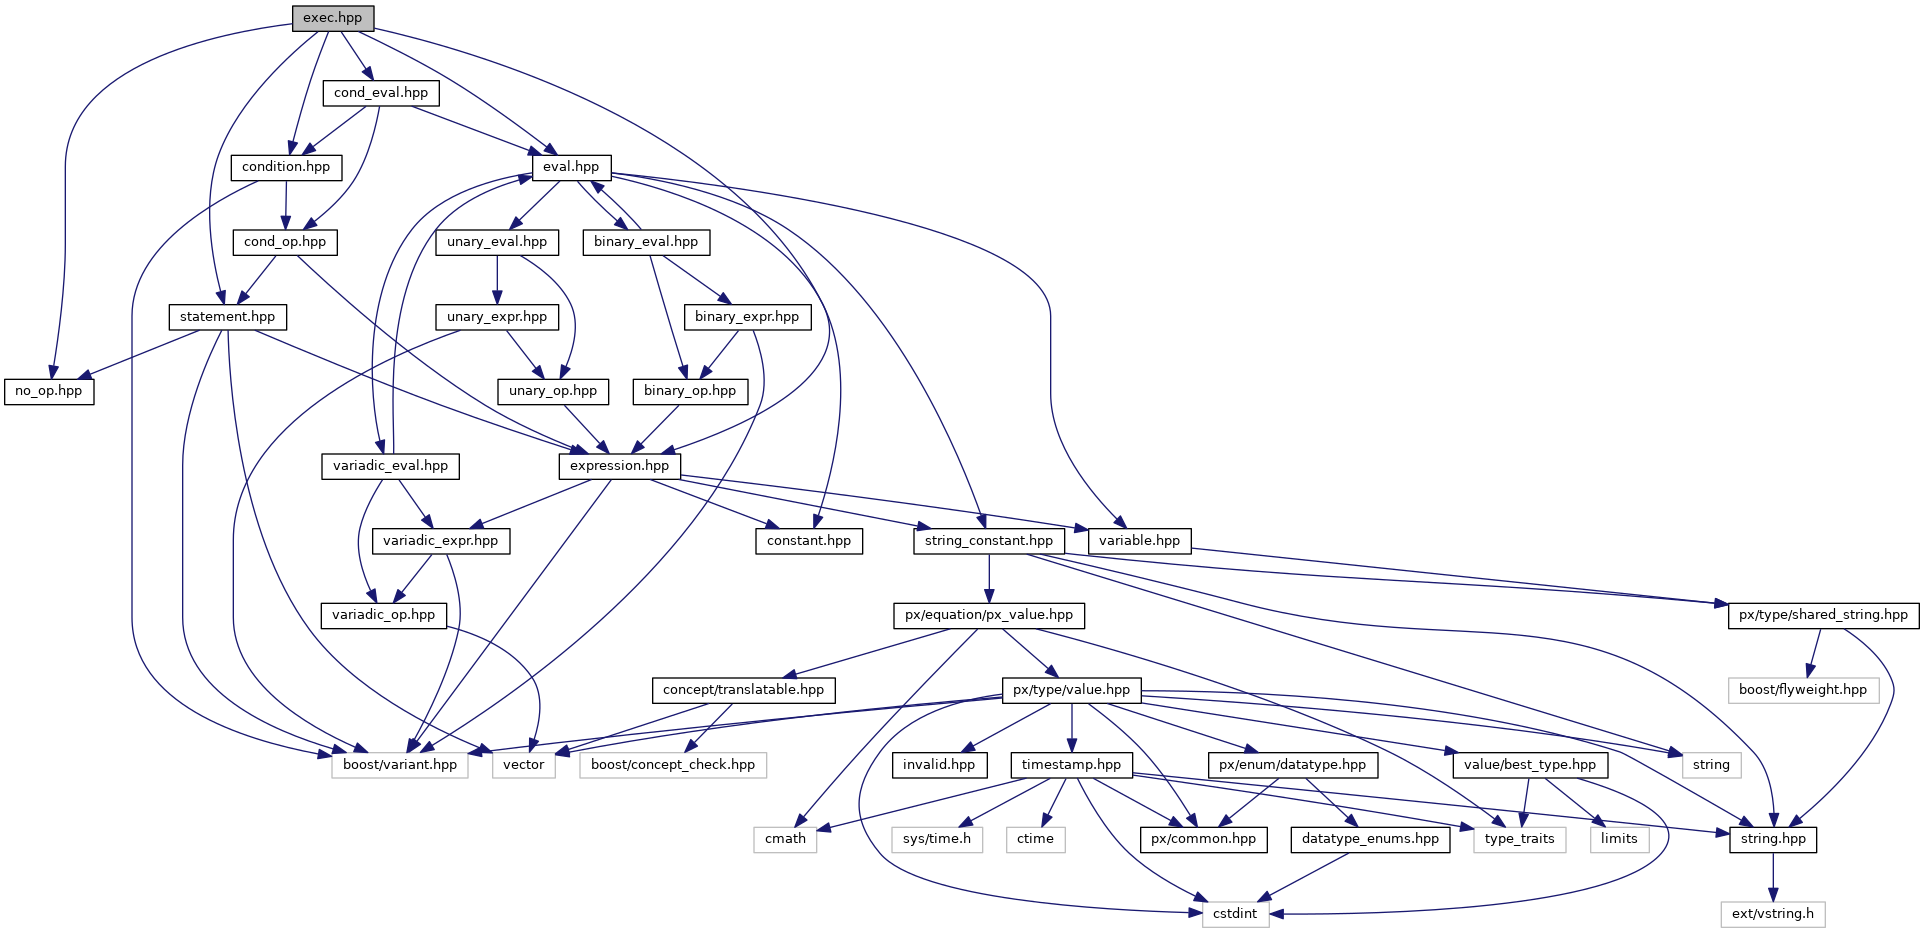 exec.hpp
cond_eval.hpp
condition.hpp
eval.hpp
cond_op.hpp
unary_eval.hpp
binary_eval.hpp
statement.hpp
unary_expr.hpp
binary_expr.hpp
no_op.hpp
unary_op.hpp
binary_op.hpp
variadic_eval.hpp
expression.hpp
variadic_expr.hpp
constant.hpp
string_constant.hpp
variable.hpp
variadic_op.hpp
px/equation/px_value.hpp
px/type/shared_string.hpp
concept/translatable.hpp
px/type/value.hpp
boost/flyweight.hpp
boost/variant.hpp
vector
boost/concept_check.hpp
invalid.hpp
timestamp.hpp
px/enum/datatype.hpp
value/best_type.hpp
string
cmath
sys/time.h
ctime
px/common.hpp
datatype_enums.hpp
type_traits
limits
string.hpp
cstdint
ext/vstring.h